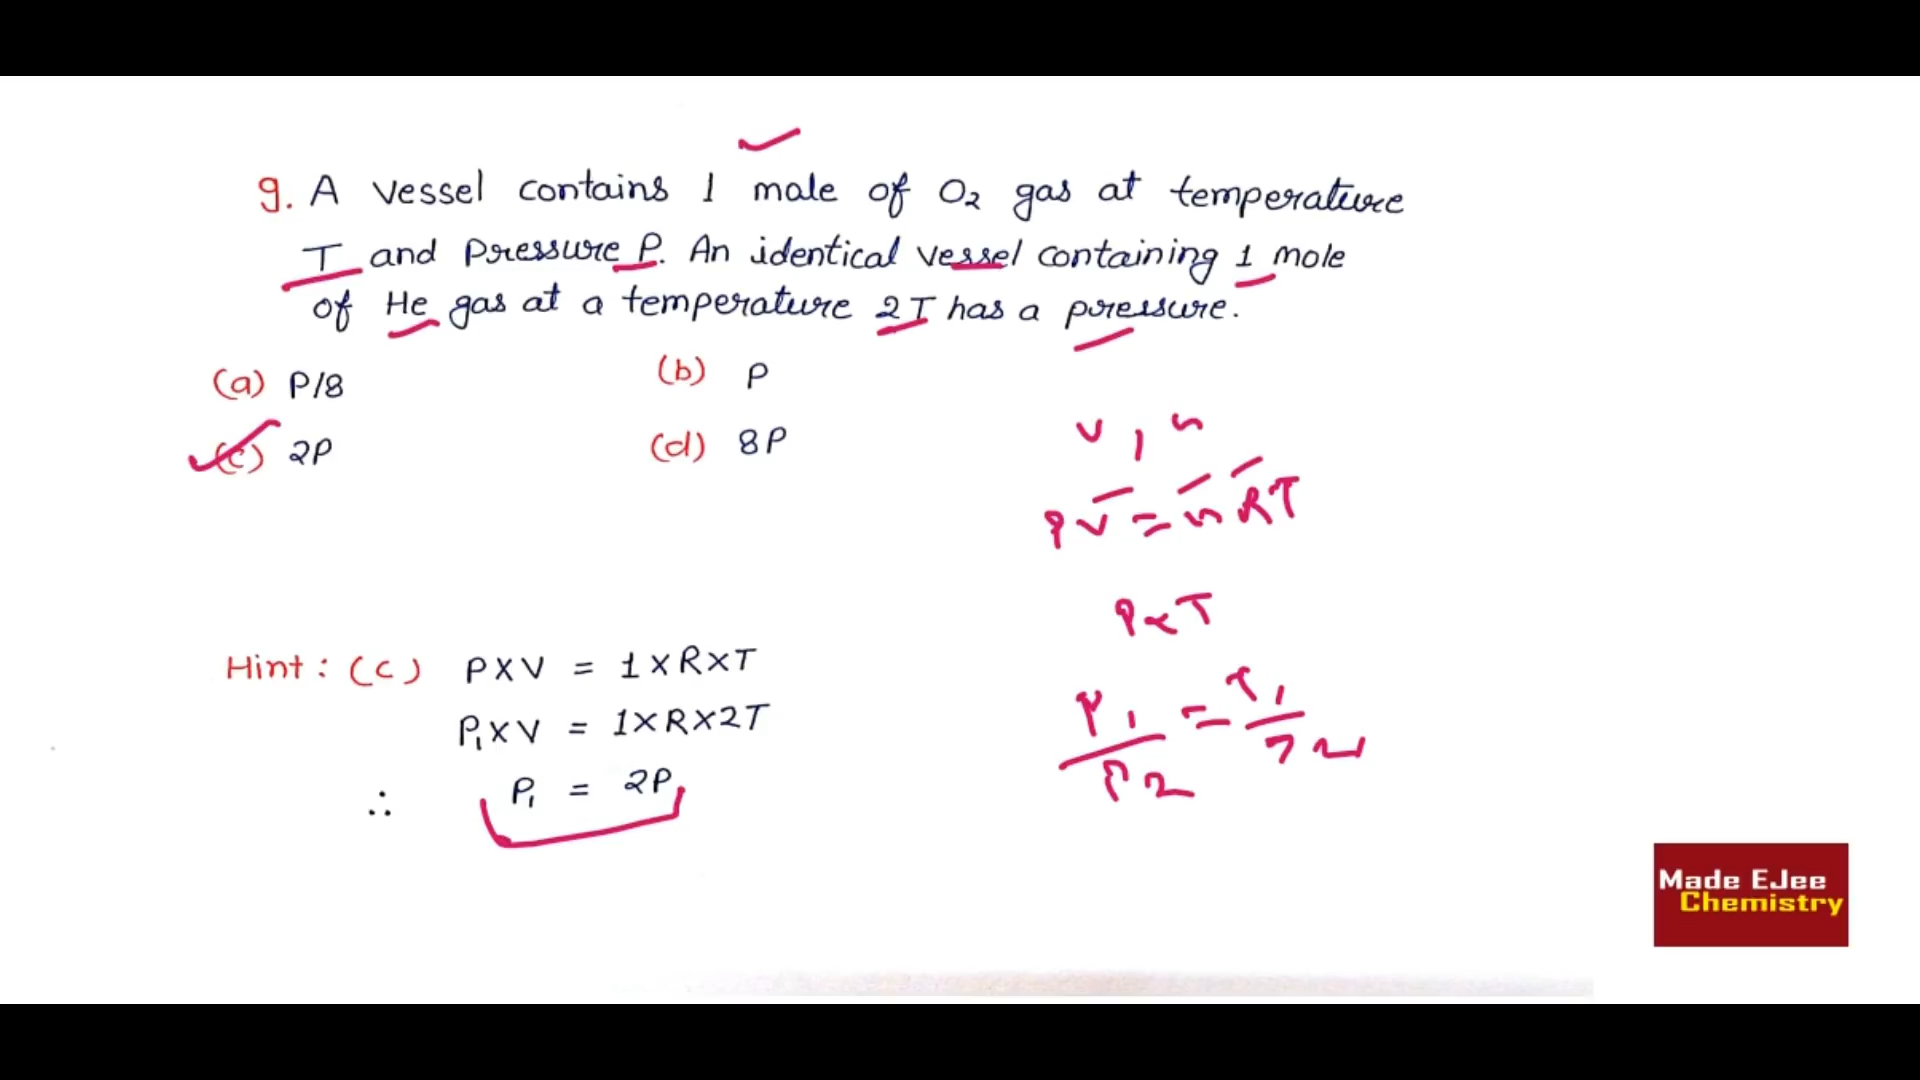 9. A vessel contains 1 male of O₂ gas at temperature
T and pressure P. An identical vessel containing 1 mole
of He gas at a temperature 2T has a pressure.
(a) P/8
(b) P
(c) 2P
(d) 8P
V, n
PV = nRT
P∝T
P₁/P₂ = T₁/T₂
Hint: (c) P×V = 1×R×T
P₁×V = 1×R×2T
∴ P₁ = 2P
Made EJee
Chemistry